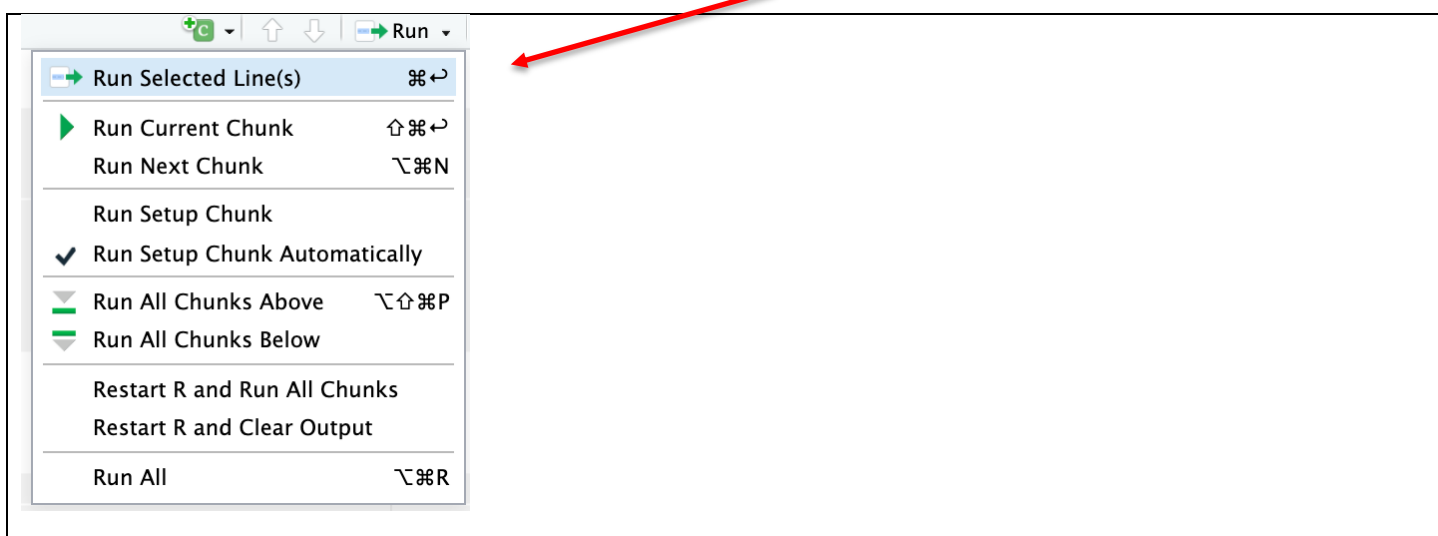 C Run
Run Selected Line(s) ⌘↩
Run Current Chunk ⇧⌘↩
Run Next Chunk ⌥⌘N
Run Setup Chunk
Run Setup Chunk Automatically
Run All Chunks Above ⌥⇧⌘P
Run All Chunks Below
Restart R and Run All Chunks
Restart R and Clear Output
Run All ⌥⌘R